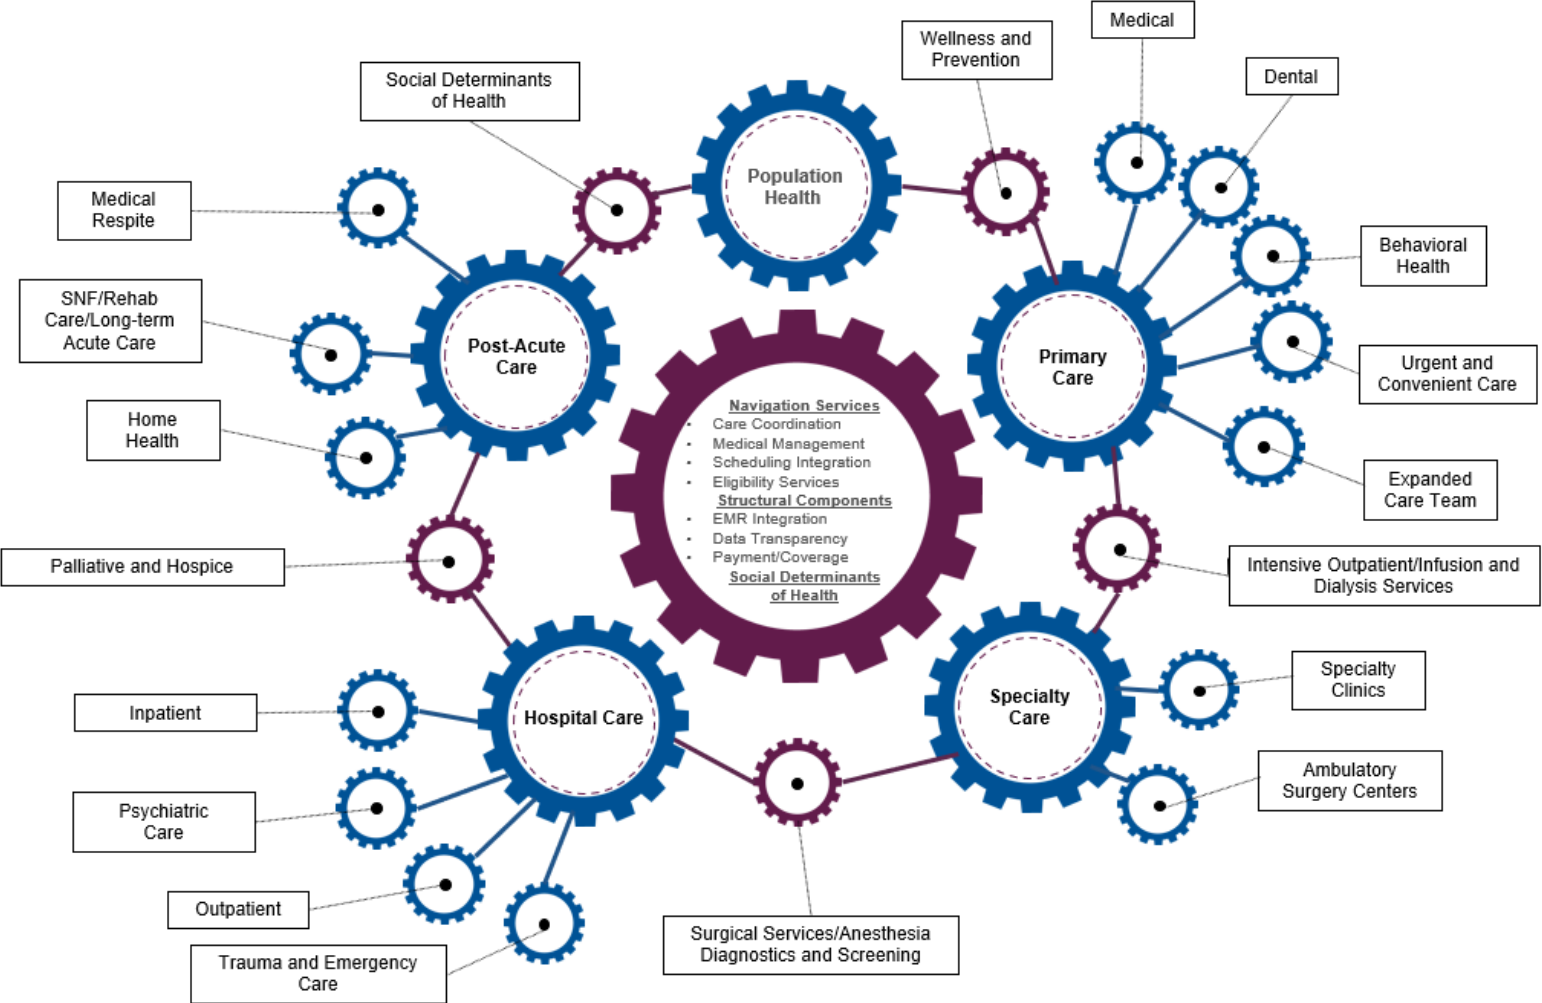 Medical
Wellness and
Prevention
Dental
Social Determinants
of Health
Population
Health
Medical
Respite
Behavioral
Health
SNF/Rehab
Care/Long-term
Acute Care
Post-Acute
Care
Primary
Care
Urgent and
Convenient Care
Home
Health
Expanded
Care Team
Navigation Services
▪ Care Coordination
▪ Medical Management
▪ Scheduling Integration
▪ Eligibility Services
Structural Components
▪ EMR Integration
▪ Data Transparency
▪ Payment/Coverage
Social Determinants
of Health
Palliative and Hospice
Intensive Outpatient/Infusion and
Dialysis Services
Specialty
Clinics
Inpatient
Hospital Care
Specialty
Care
Ambulatory
Surgery Centers
Psychiatric
Care
Outpatient
Surgical Services/Anesthesia
Diagnostics and Screening
Trauma and Emergency
Care